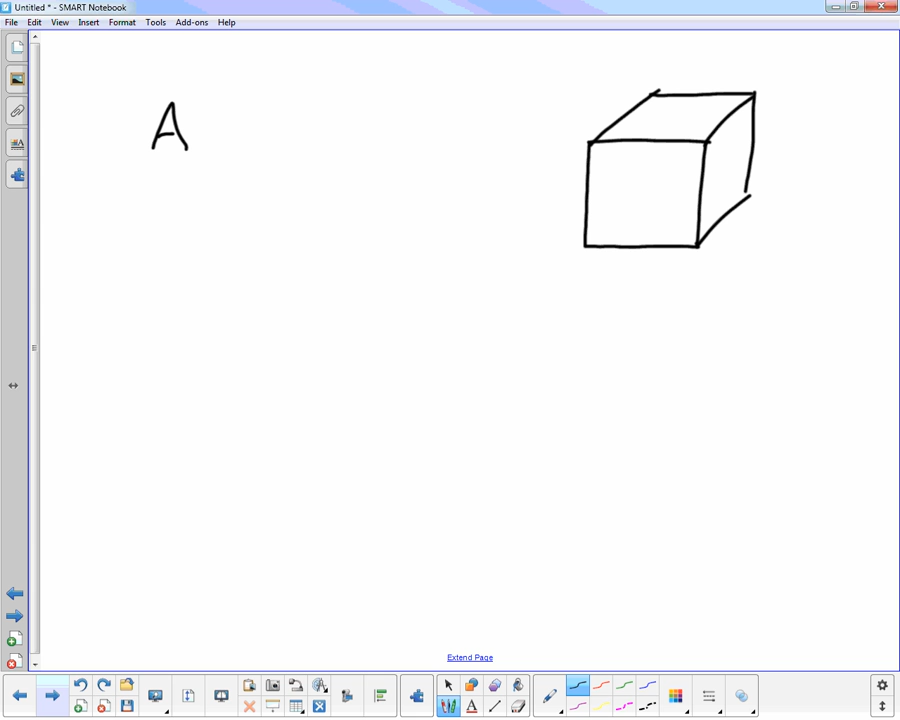 Untitled * - SMART Notebook
File Edit View Insert Format Tools Add-ons Help
A
Extend Page